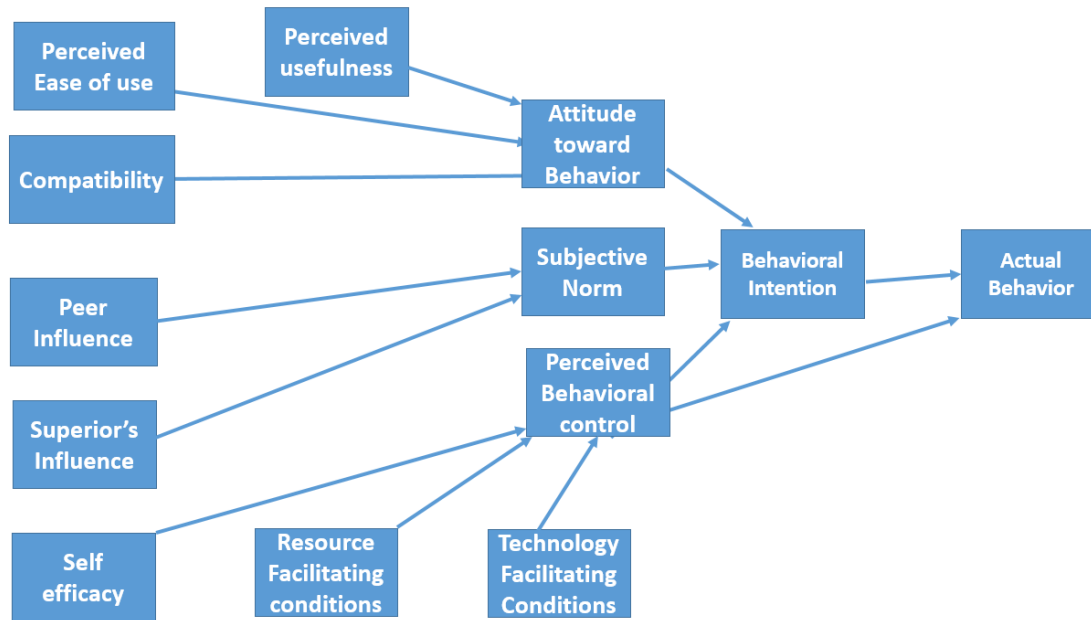 Perceived
Ease of use
Perceived
usefulness
Attitude
toward
Behavior
Compatibility
Subjective
Norm
Behavioral
Intention
Actual
Behavior
Peer
Influence
Perceived
Behavioral
control
Superior’s
Influence
Self
efficacy
Resource
Facilitating
conditions
Technology
Facilitating
Conditions